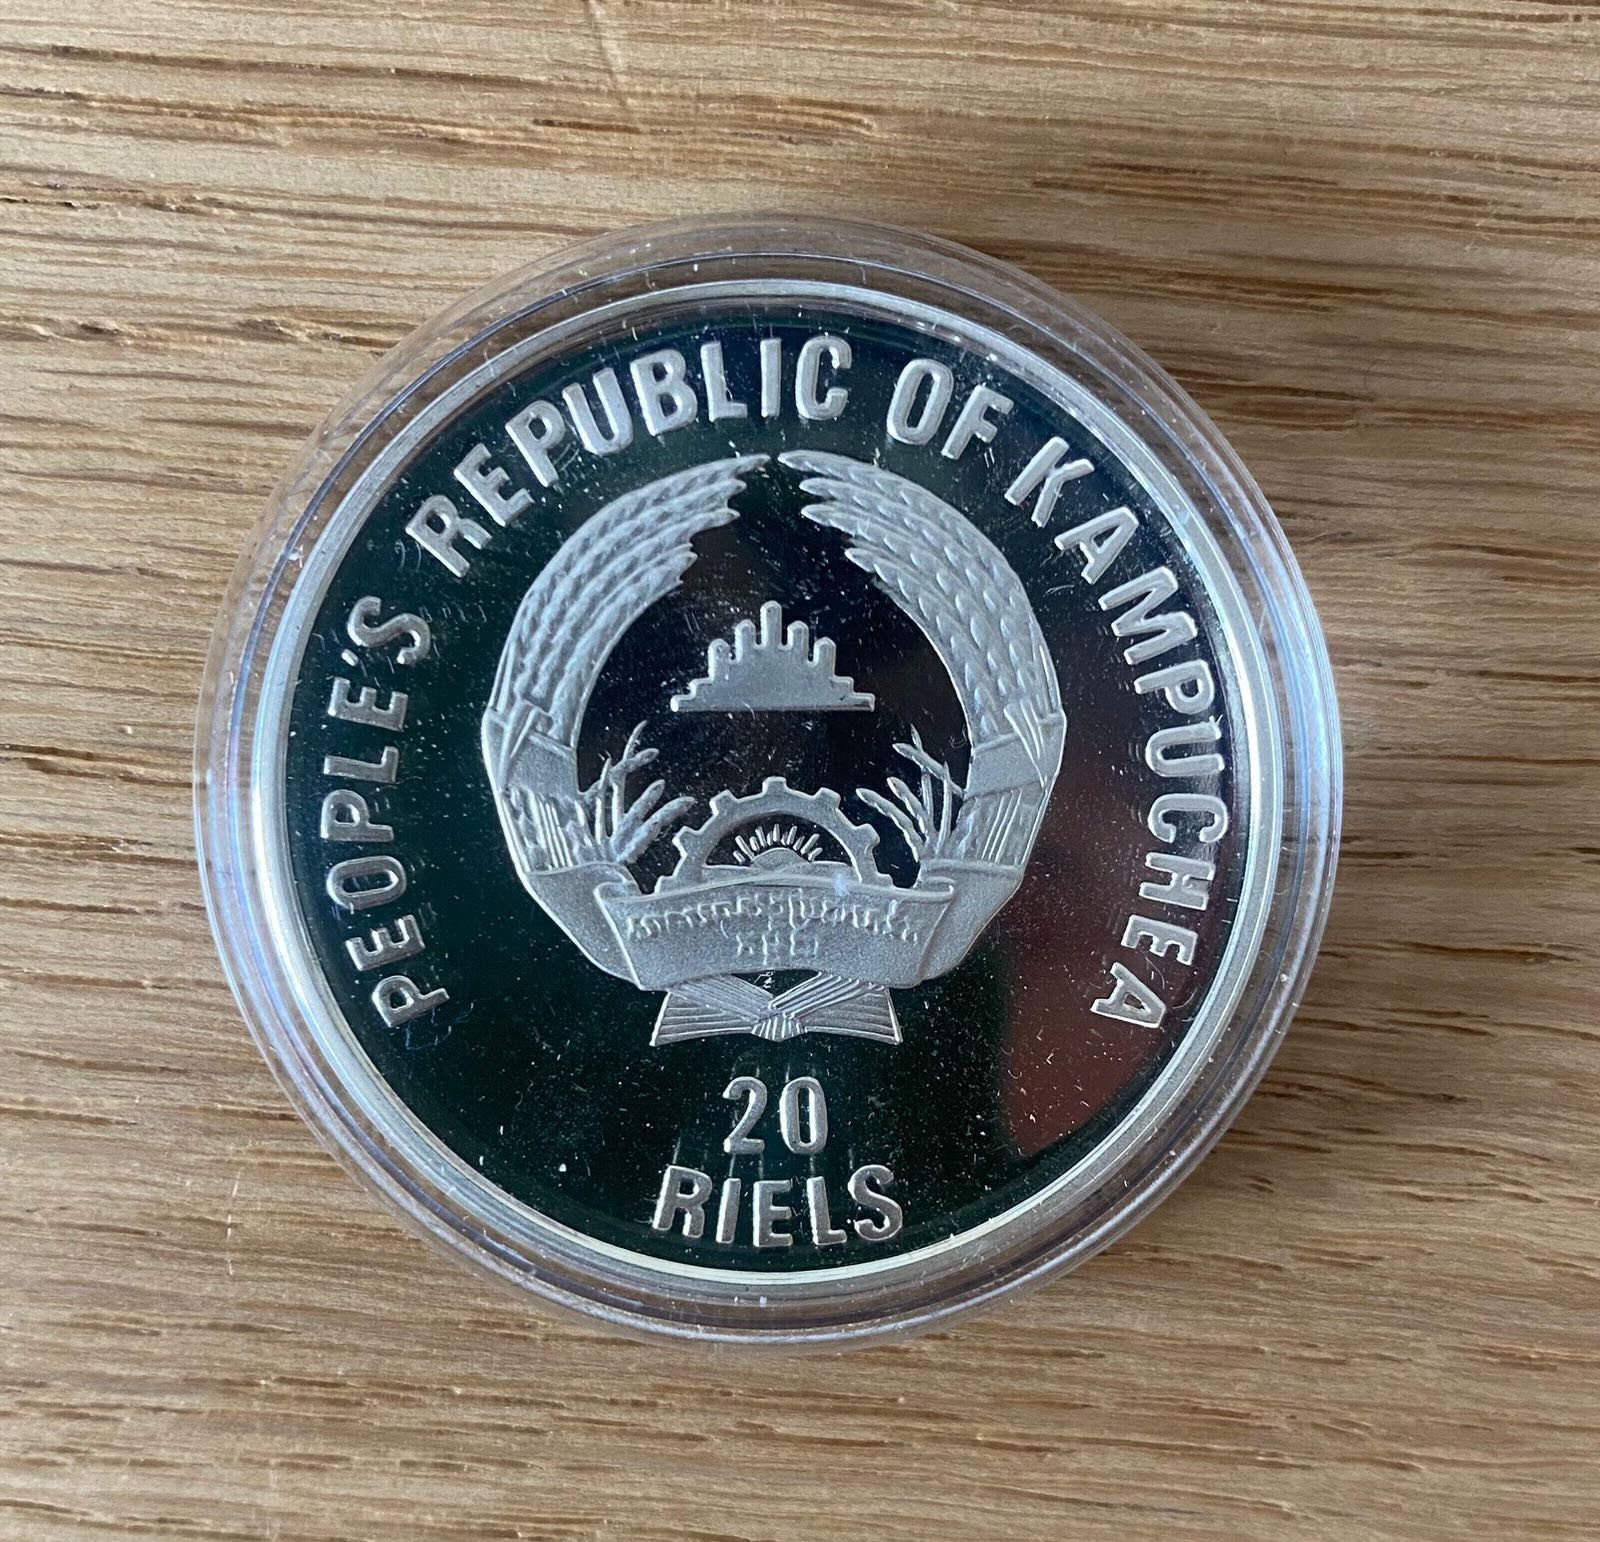 PEOPLE'S REPUBLIC OF KAMPUCHEA
20
RIELS